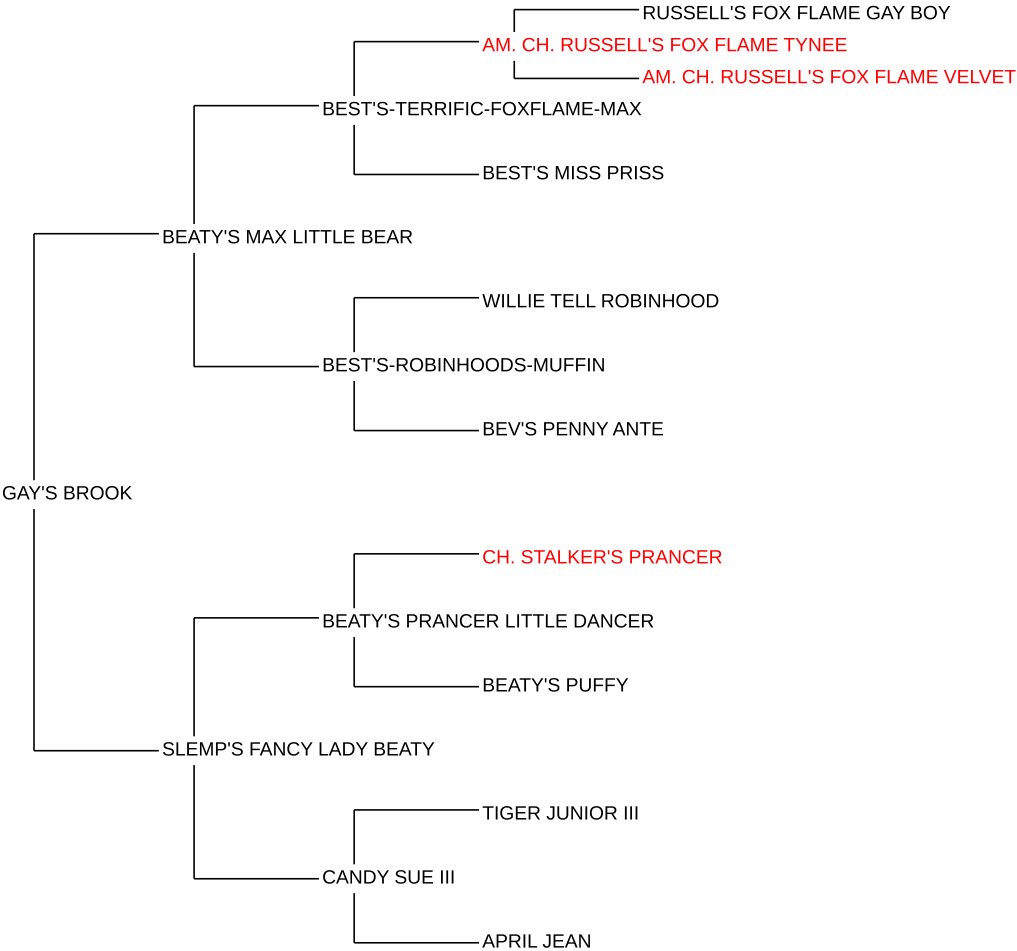 RUSSELL'S FOX FLAME GAY BOY
AM. CH. RUSSELL'S FOX FLAME TYNEE
AM. CH. RUSSELL'S FOX FLAME VELVET
BEST'S-TERRIFIC-FOXFLAME-MAX
BEST'S MISS PRISS
BEATY'S MAX LITTLE BEAR
WILLIE TELL ROBINHOOD
BEST'S-ROBINHOODS-MUFFIN
BEV'S PENNY ANTE
GAY'S BROOK
CH. STALKER'S PRANCER
BEATY'S PRANCER LITTLE DANCER
BEATY'S PUFFY
SLEMP'S FANCY LADY BEATY
TIGER JUNIOR III
CANDY SUE III
APRIL JEAN